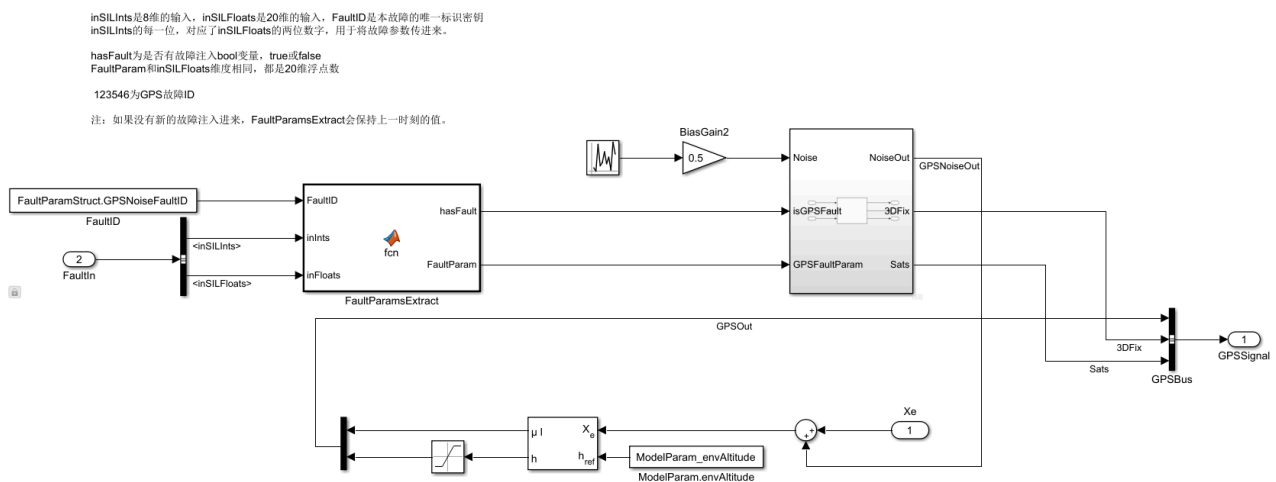 inSILInts是8维的输入，inSILFloats是20维的输入，FaultID是本故障的唯一标识密钥
inSILInts的每一位，对应了inSILFloats的两位数字，用于将故障参数传进来。
hasFault为是否有故障注入bool变量，true或false
FaultParam和inSILFloats维度相同，都是20维浮点数
123546为GPS故障ID
注：如果没有新的故障注入进来，FaultParamsExtract会保持上一时刻的值。
BiasGain2
0.5
Noise
NoiseOut
GPSNoiseOut
FaultParamStruct.GPSNoiseFaultID
FaultID
FaultID
hasFault
isGPSFault
3DFix
2
FaultIn
<inSILInts>
inInts
fcn
<inSILFloats>
inFloats
FaultParam
GPSFaultParam
Sats
FaultParamsExtract
GPSOut
3DFix
Sats
GPSBus
1
GPSSignal
Xe
1
μ l
Xe
h
href
ModelParam_envAltitude
ModelParam.envAltitude